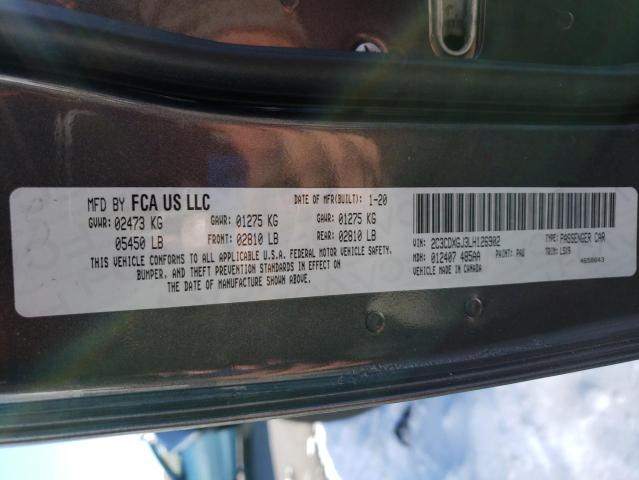 MFD BY FCA US LLC
DATE OF MFR(BUILT): 1-20
GVWR: 02473 KG GAWR: 01275 KG GAWR: 01275 KG
05450 LB FRONT: 02810 LB REAR: 02810 LB
THIS VEHICLE CONFORMS TO ALL APPLICABLE U.S.A. FEDERAL MOTOR VEHICLE SAFETY,
BUMPER, AND THEFT PREVENTION STANDARDS IN EFFECT ON
THE DATE OF MANUFACTURE SHOWN ABOVE.
VIN: 2C3CDXGJ3LH126302 TYPE: PASSENGER CAR
MDH: 012407 485AA PAINT: PAU TRIM: LSX9
VEHICLE MADE IN CANADA 4658043